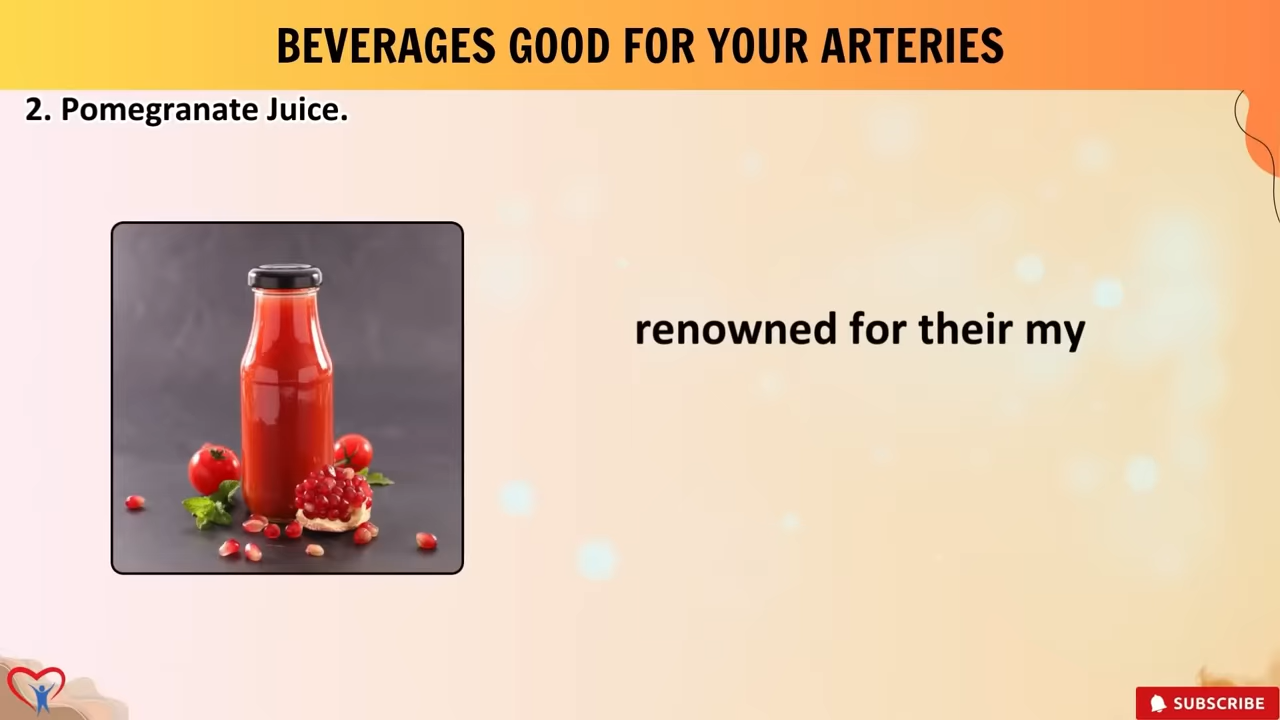 BEVERAGES GOOD FOR YOUR ARTERIES
2. Pomegranate Juice.
renowned for their my
SUBSCRIBE